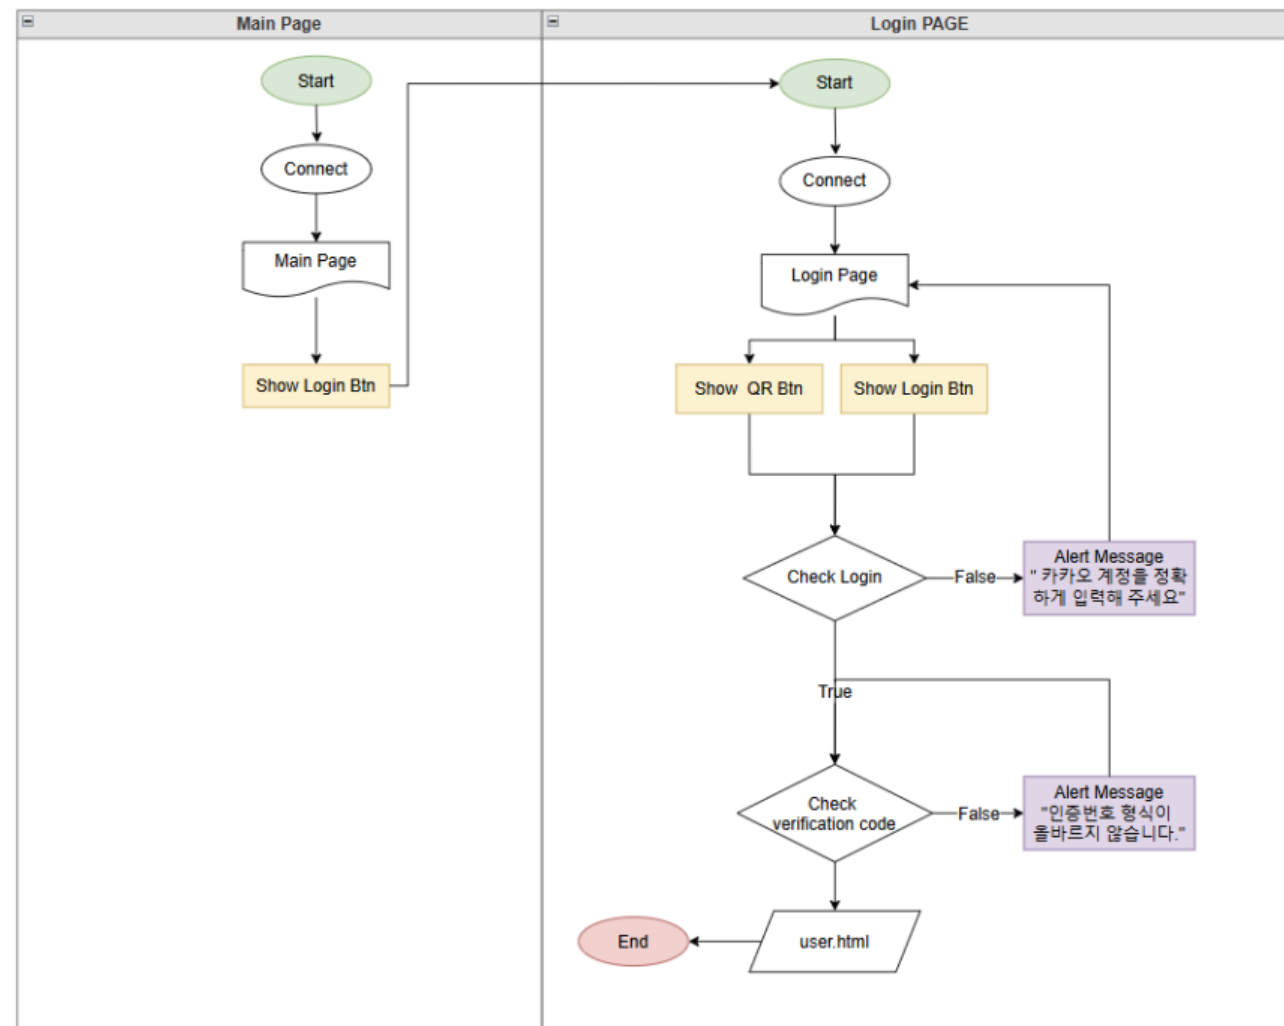 Main Page
Login PAGE
Start
Connect
Main Page
Show Login Btn
Start
Connect
Login Page
Show  QR Btn
Show Login Btn
Check Login
False
Alert Message
" 카카오 계정을 정확
하게 입력해 주세요"
True
Check
verification code
False
Alert Message
"인증번호 형식이
올바르지 않습니다."
user.html
End